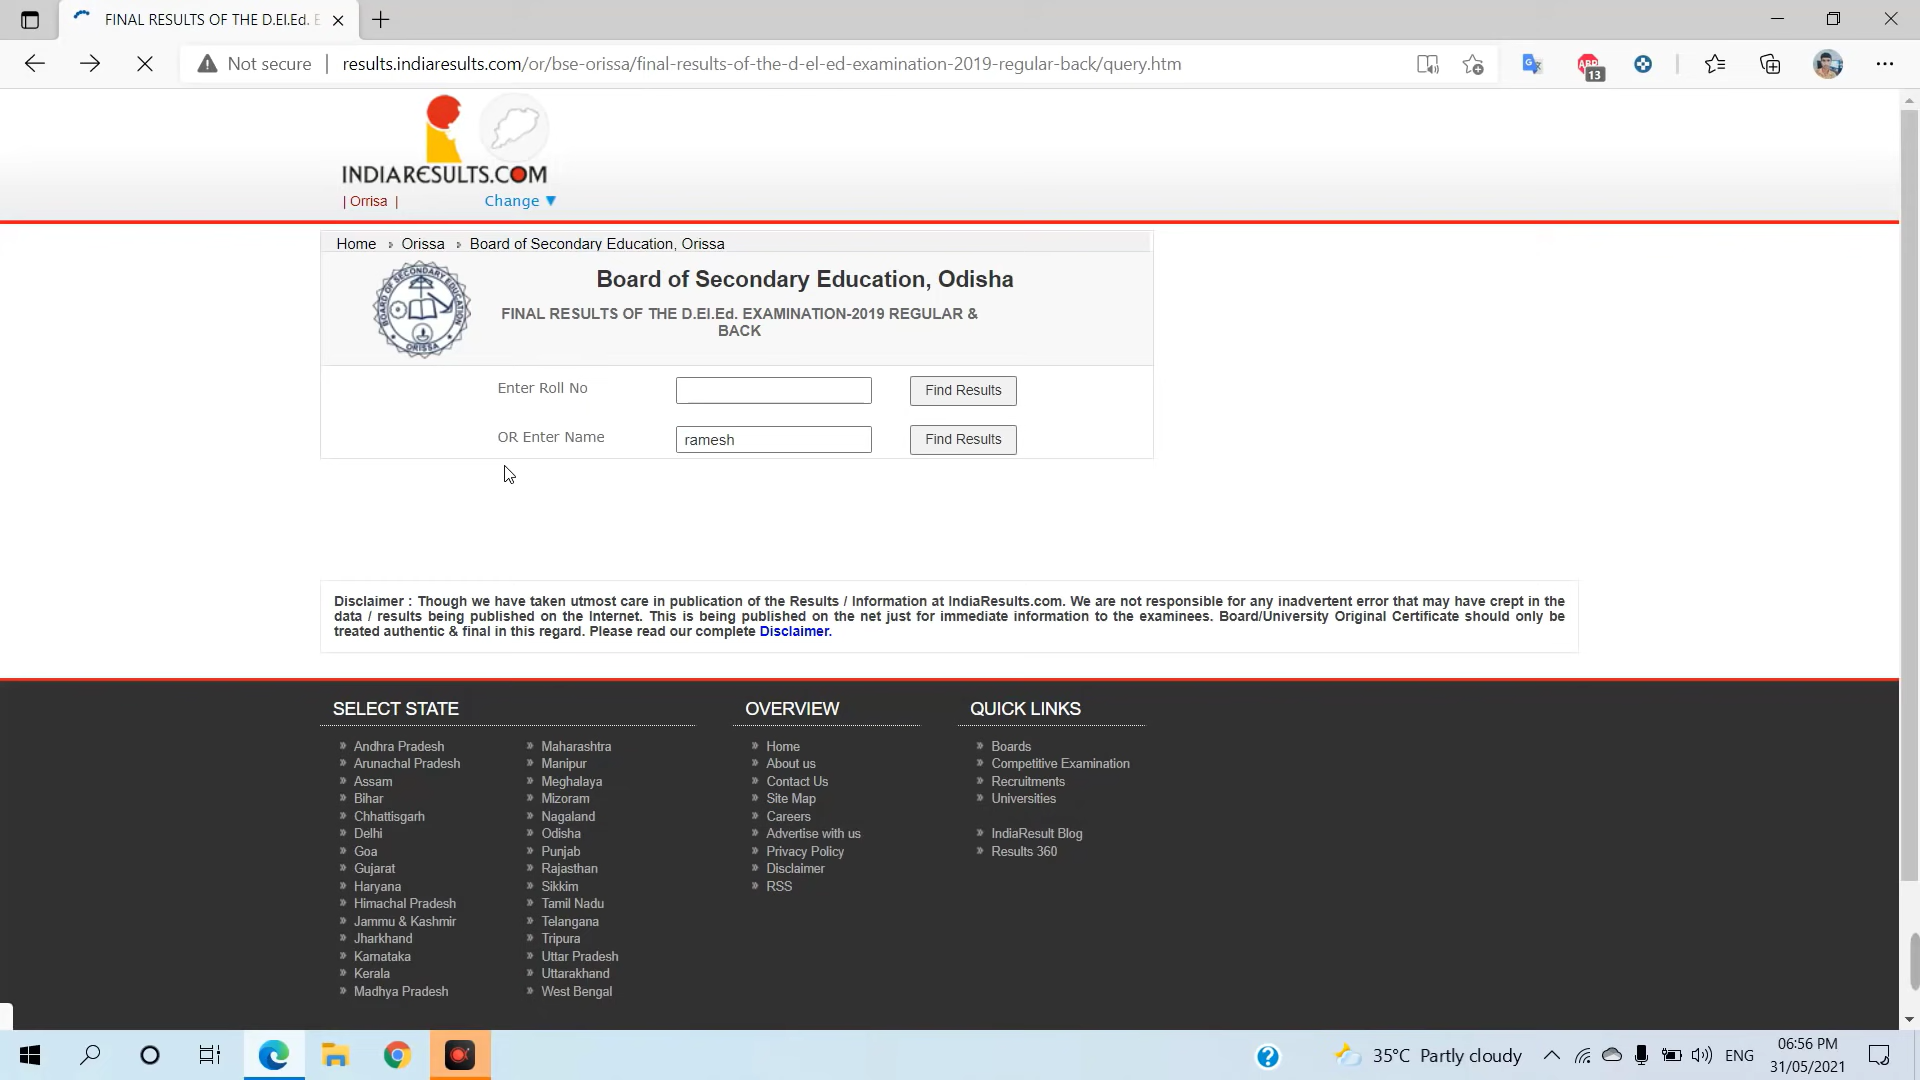 FINAL RESULTS OF THE D.El.Ed. E
Not secure
results.indiaresults.com/or/bse-orissa/final-results-of-the-d-el-ed-examination-2019-regular-back/query.htm
ABP
13
INDIARESULTS.COM
| Orrisa |
Change ▼
Home » Orissa » Board of Secondary Education, Orissa
BOARD OF SECONDARY EDUCATION
ORISSA
Board of Secondary Education, Odisha
FINAL RESULTS OF THE D.El.Ed. EXAMINATION-2019 REGULAR &
BACK
Enter Roll No
Find Results
OR Enter Name
ramesh
Find Results
Disclaimer : Though we have taken utmost care in publication of the Results / Information at IndiaResults.com. We are not responsible for any inadvertent error that may have crept in the
data / results being published on the Internet. This is being published on the net just for immediate information to the examinees. Board/University Original Certificate should only be
treated authentic & final in this regard. Please read our complete Disclaimer.
SELECT STATE
Andhra Pradesh
Arunachal Pradesh
Assam
Bihar
Chhattisgarh
Delhi
Goa
Gujarat
Haryana
Himachal Pradesh
Jammu & Kashmir
Jharkhand
Karnataka
Kerala
Madhya Pradesh
Maharashtra
Manipur
Meghalaya
Mizoram
Nagaland
Odisha
Punjab
Rajasthan
Sikkim
Tamil Nadu
Telangana
Tripura
Uttar Pradesh
Uttarakhand
West Bengal
OVERVIEW
Home
About us
Contact Us
Site Map
Careers
Advertise with us
Privacy Policy
Disclaimer
RSS
QUICK LINKS
Boards
Competitive Examination
Recruitments
Universities
IndiaResult Blog
Results 360
35°C Partly cloudy
ENG
06:56 PM
31/05/2021